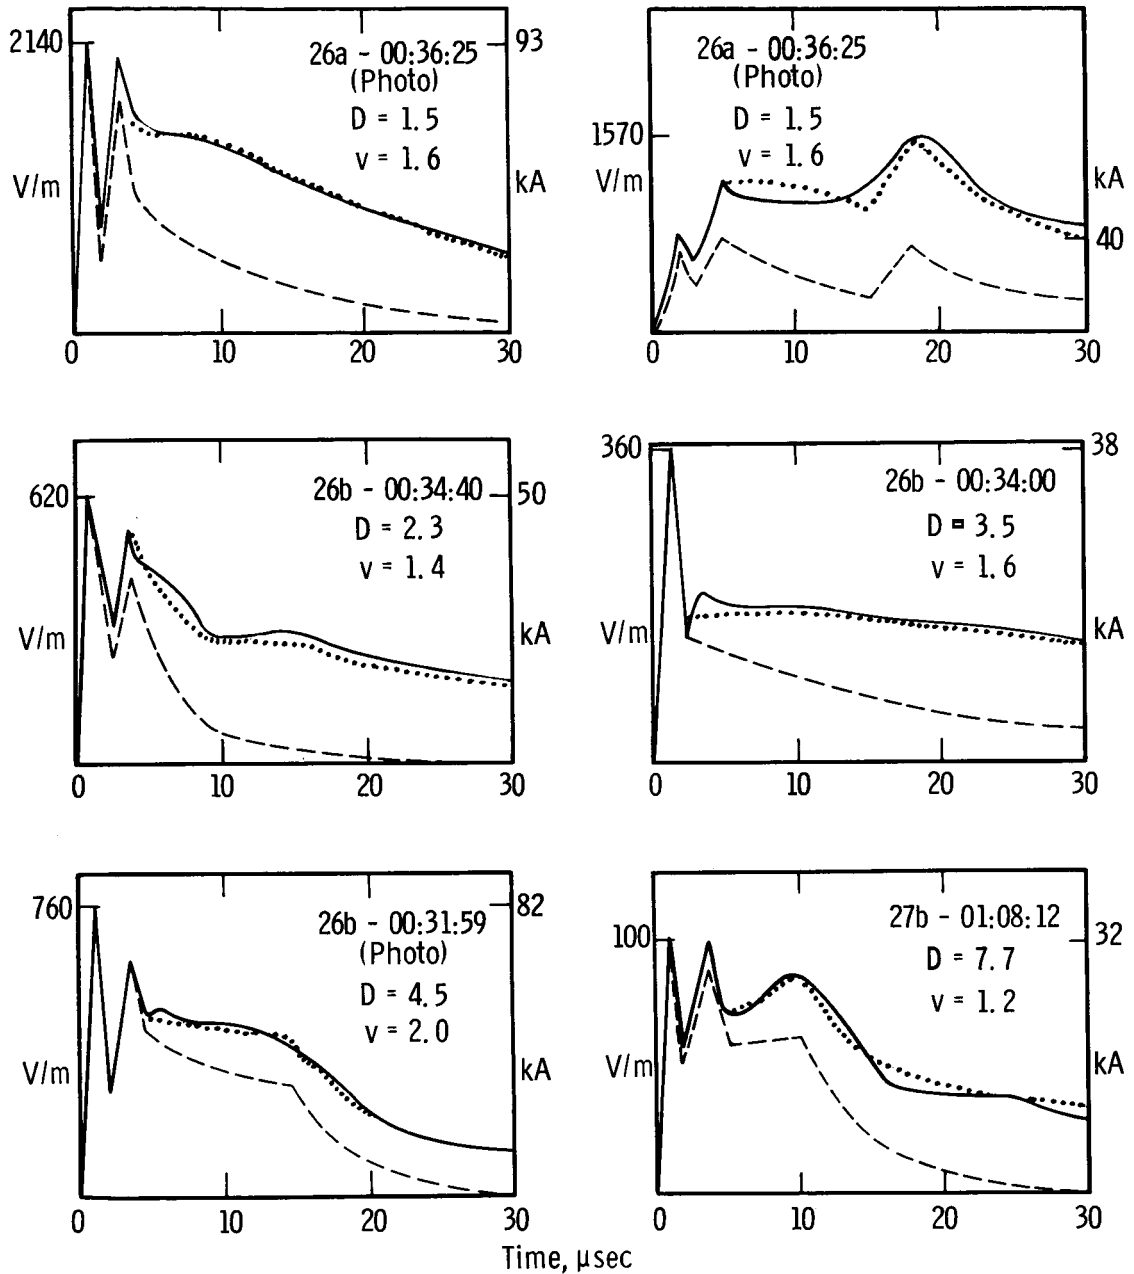 2140
93
26a - 00:36:25
(Photo)
D = 1.5
v = 1.6
V/m
kA
0
10
20
30
26a - 00:36:25
(Photo)
D = 1.5
v = 1.6
1570
V/m
kA
40
0
10
20
30
620
50
26b - 00:34:40
D = 2.3
v = 1.4
V/m
kA
0
10
20
30
360
38
26b - 00:34:00
D = 3.5
v = 1.6
V/m
kA
0
10
20
30
760
82
26b - 00:31:59
(Photo)
D = 4.5
v = 2.0
V/m
kA
0
10
20
30
100
32
27b - 01:08:12
D = 7.7
v = 1.2
V/m
kA
0
10
20
30
Time, μsec